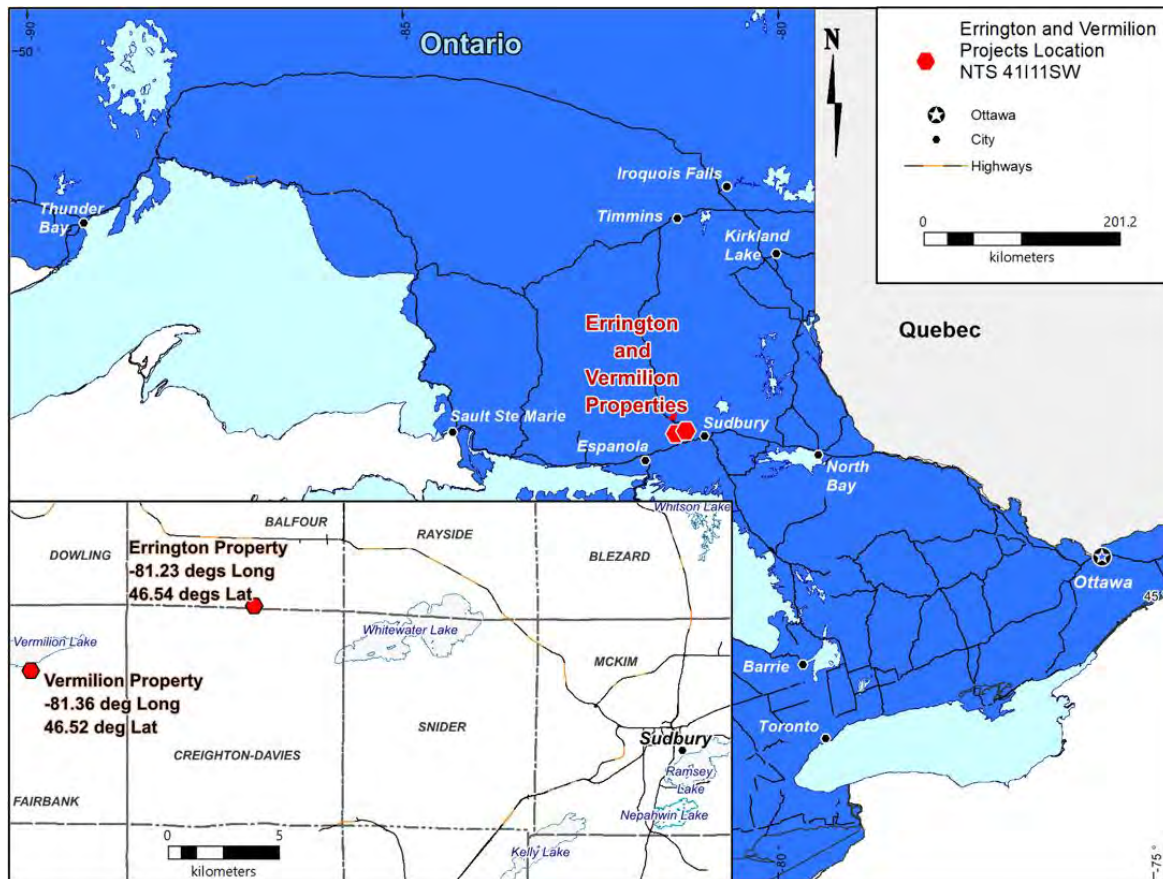 -90
-85
-80
50
Ontario
N
Errington and Vermilion
Projects Location
NTS 41I11SW
Ottawa
City
Highways
0
201.2
kilometers
Iroquois Falls
Thunder
Bay
Timmins
Kirkland
Lake
Errington
and
Vermilion
Properties
Quebec
Sault Ste Marie
Sudbury
Espanola
North
Bay
Ottawa
45
Barrie
Toronto
-80
-75°
BALFOUR
RAYSIDE
Whitson Lake
DOWLING
Errington Property
-81.23 degs Long
46.54 degs Lat
BLEZARD
Vermilion Lake
Whitewater Lake
MCKIM
Vermilion Property
-81.36 deg Long
46.52 deg Lat
SNIDER
CREIGHTON-DAVIES
Sudbury
Ramsey
Lake
FAIRBANK
Nepahwin Lake
0
5
kilometers
Kelly Lake